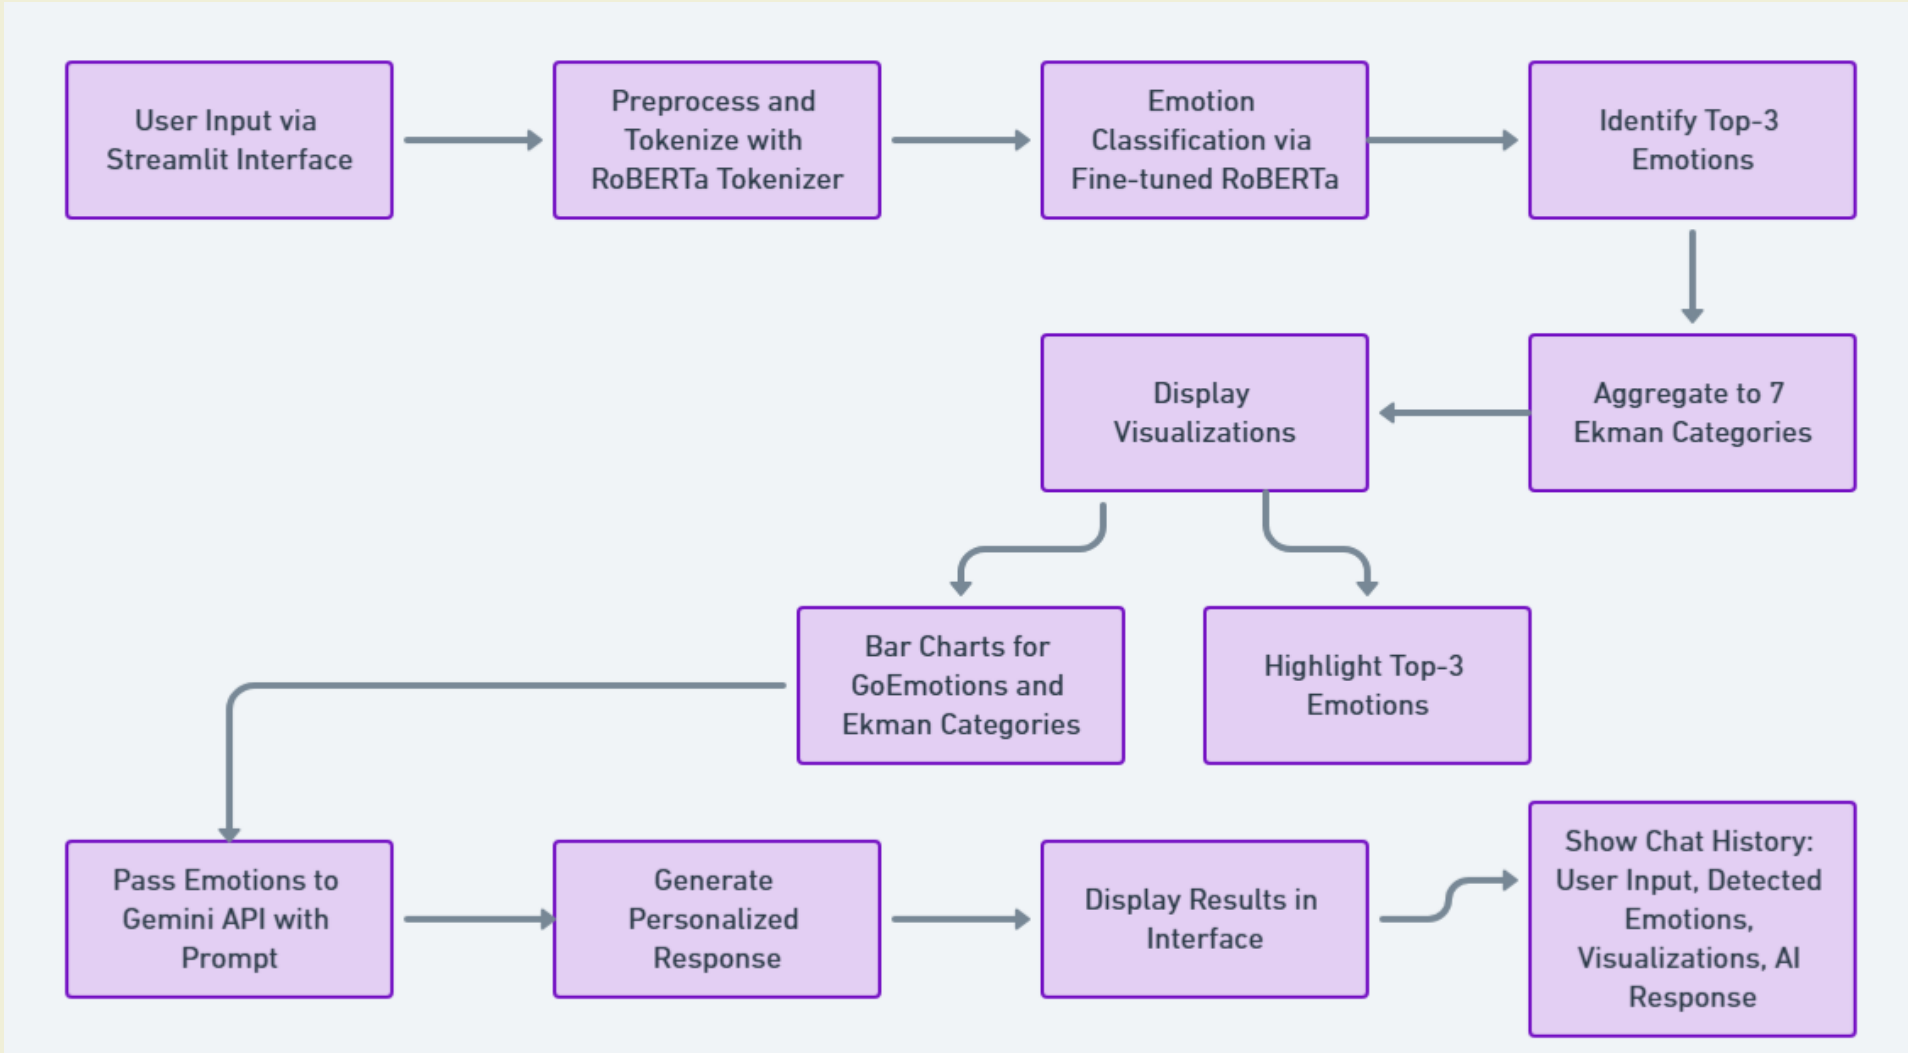 User Input via
Streamlit Interface
Preprocess and
Tokenize with
RoBERTa Tokenizer
Emotion
Classification via
Fine-tuned RoBERTa
Identify Top-3
Emotions
Aggregate to 7
Ekman Categories
Display
Visualizations
Bar Charts for
GoEmotions and
Ekman Categories
Highlight Top-3
Emotions
Pass Emotions to
Gemini API with
Prompt
Generate
Personalized
Response
Display Results in
Interface
Show Chat History:
User Input, Detected
Emotions,
Visualizations, AI
Response